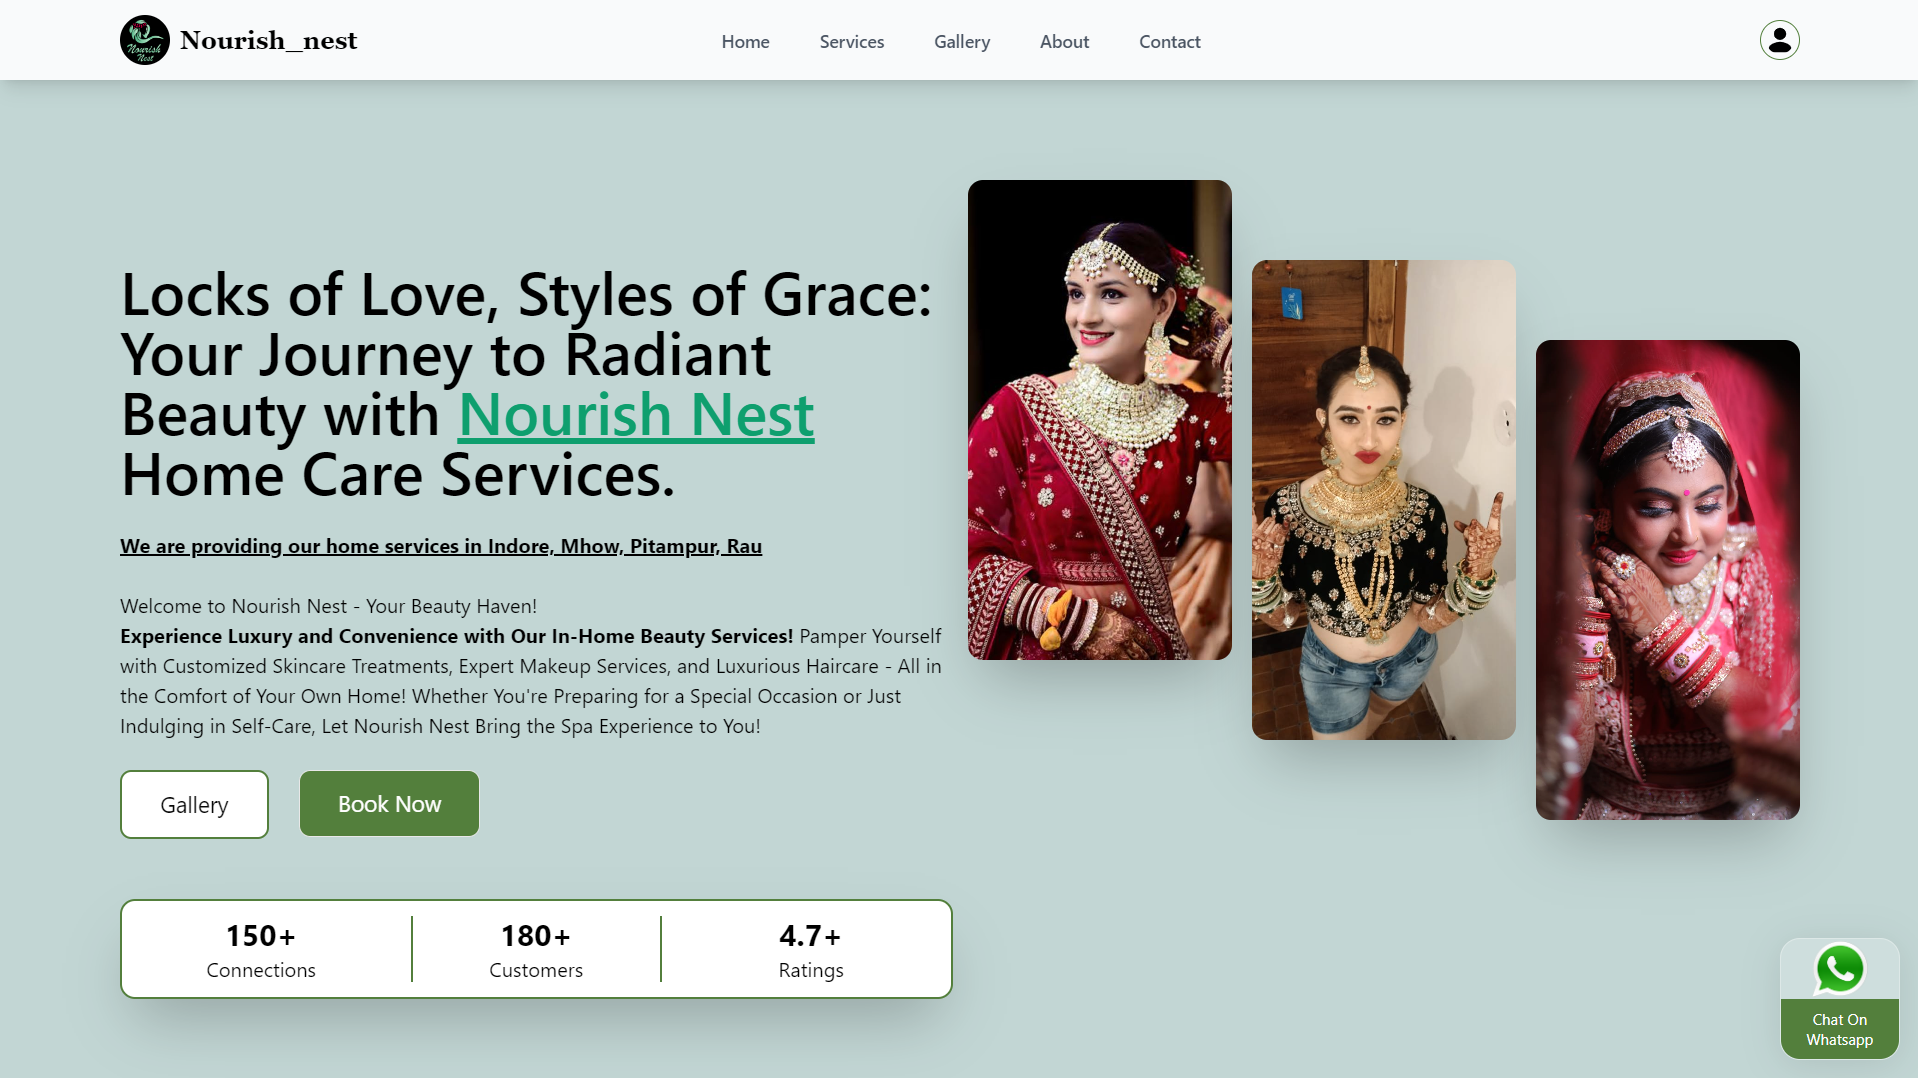 Nourish
Nest
Nourish_nest
Home
Services
Gallery
About
Contact
Locks of Love, Styles of Grace:
Your Journey to Radiant
Beauty with Nourish Nest
Home Care Services.
We are providing our home services in Indore, Mhow, Pitampur, Rau
Welcome to Nourish Nest - Your Beauty Haven!
Experience Luxury and Convenience with Our In-Home Beauty Services! Pamper Yourself
with Customized Skincare Treatments, Expert Makeup Services, and Luxurious Haircare - All in
the Comfort of Your Own Home! Whether You're Preparing for a Special Occasion or Just
Indulging in Self-Care, Let Nourish Nest Bring the Spa Experience to You!
Gallery
Book Now
150+
Connections
180+
Customers
4.7+
Ratings
Chat On
Whatsapp